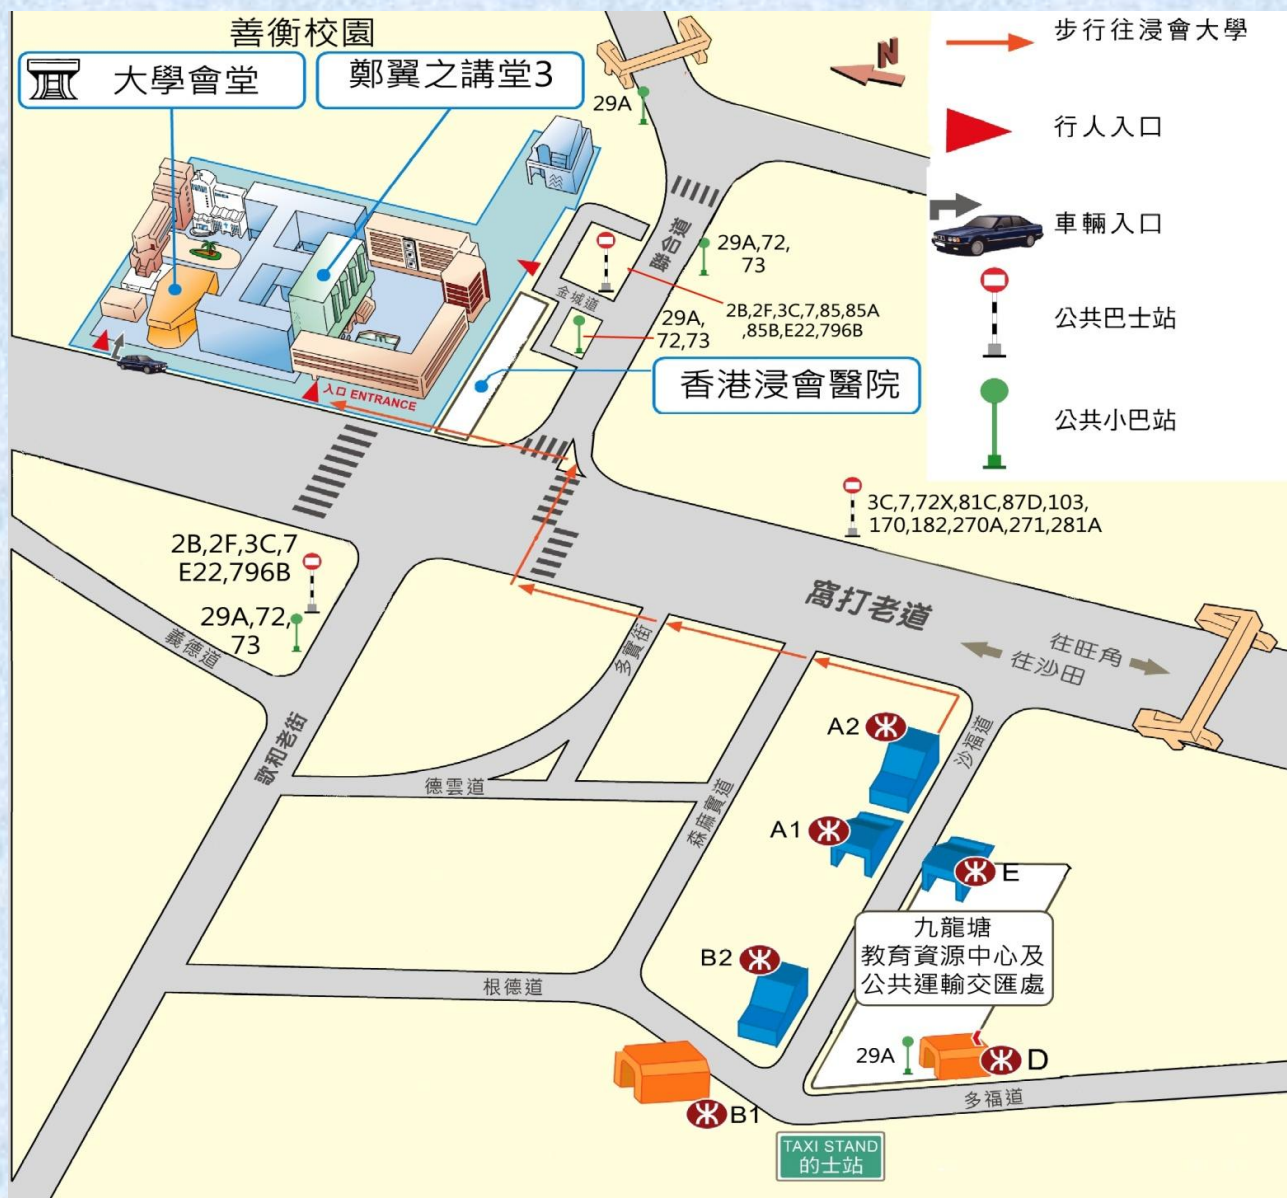 善衡校園
大學會堂
鄭翼之講堂3
N
步行往浸會大學
行人入口
車輛入口
公共巴士站
公共小巴站
29A
聯合道
29A,72,
73
金城道
2B,2F,3C,7,85,85A
,85B,E22,796B
29A,
72,73
香港浸會醫院
入口 ENTRANCE
3C,7,72X,81C,87D,103,
170,182,270A,271,281A
2B,2F,3C,7
E22,796B
29A,72,
73
窩打老道
往旺角
往沙田
義德道
多實街
歌和老街
德雲道
森麻實道
沙福道
A2
A1
E
B2
九龍塘
教育資源中心及
公共運輸交匯處
根德道
29A
D
B1
多福道
TAXI STAND
的士站